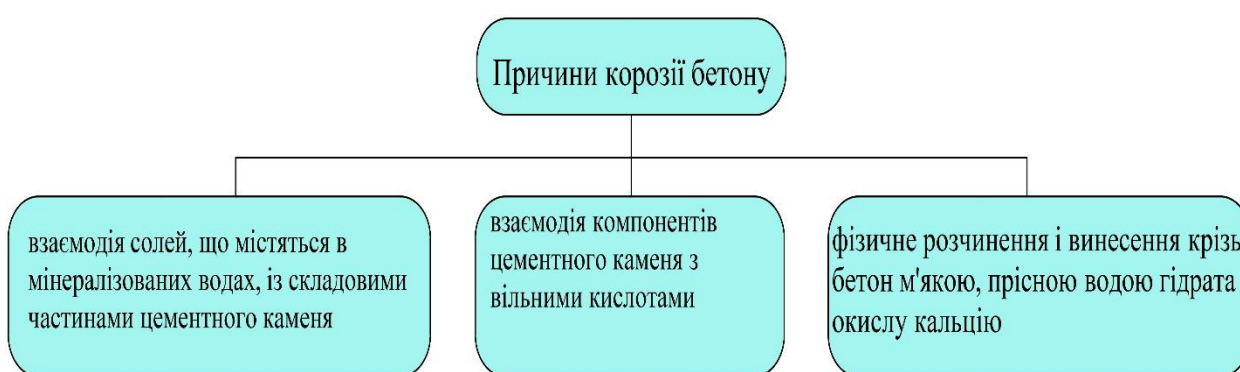 Причини корозії бетону
взаємодія солей, що містяться в
мінералізованих водах, із складовими
частинами цементного каменя
взаємодія компонентів
цементного каменя з
вільними кислотами
фізичне розчинення і винесення крізь
бетон м'якою, прісною водою гідрата
окислу кальцію